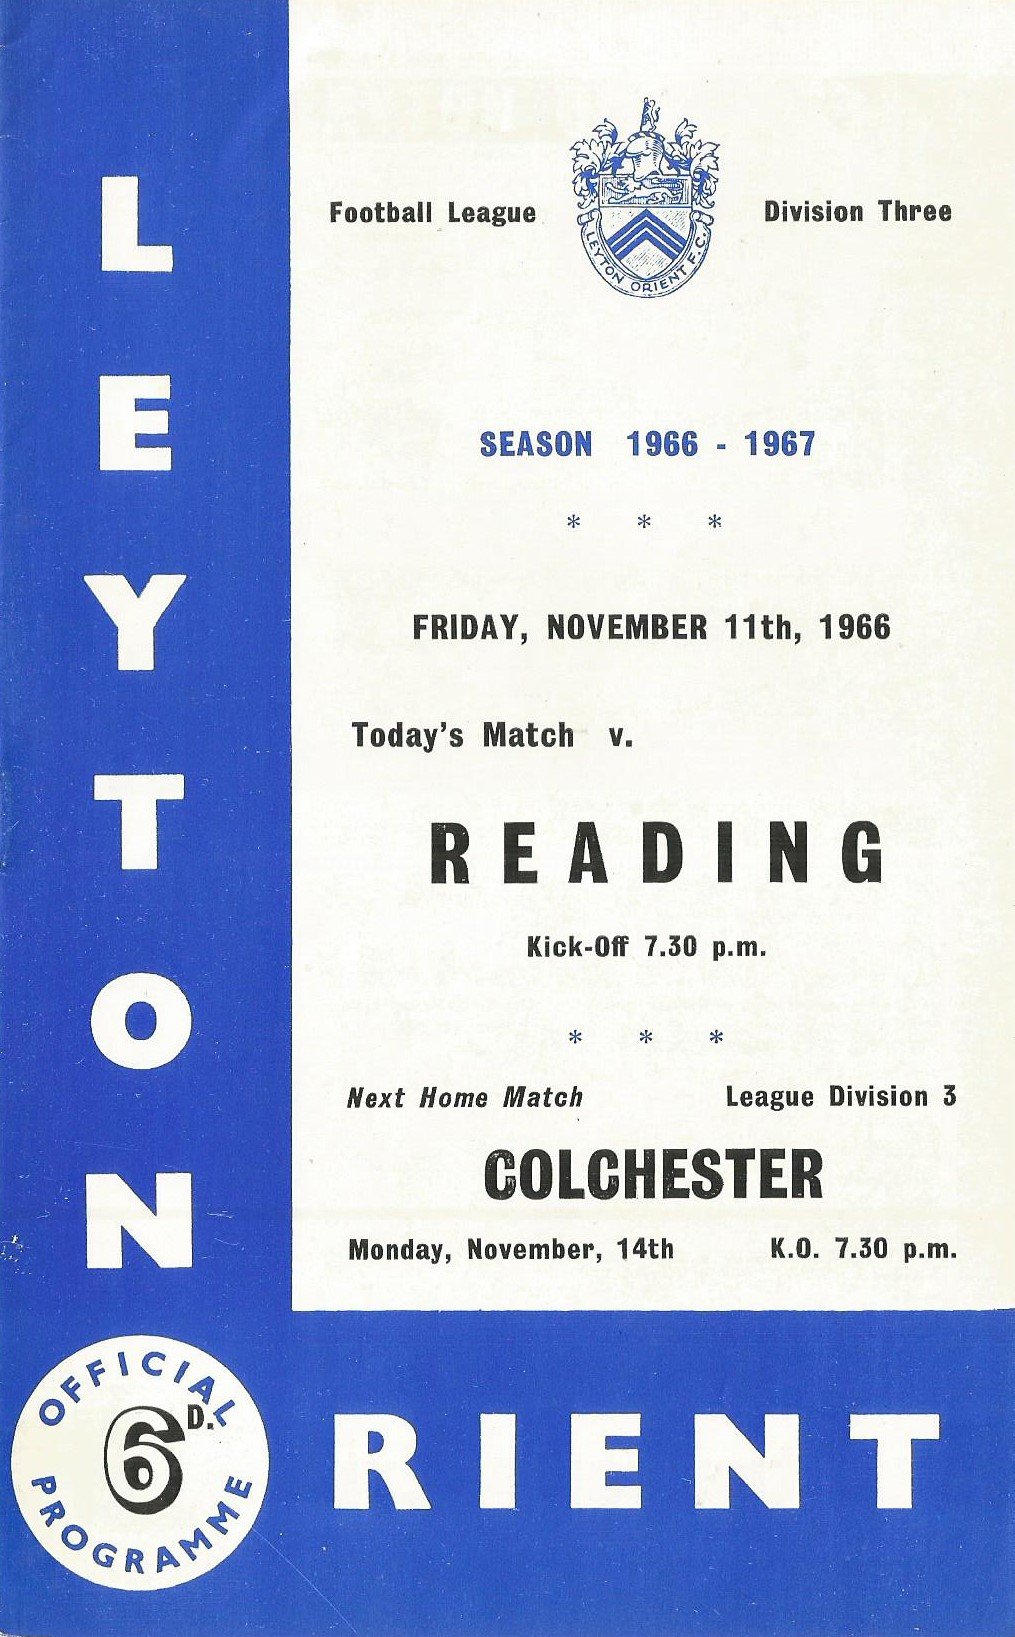 LEYTON
Football League
Division Three
LEYTON ORIENT F.C.
SEASON 1966 - 1967
* * *
FRIDAY, NOVEMBER 11th, 1966
Today's Match v.
READING
Kick-Off 7.30 p.m.
* * *
Next Home Match
League Division 3
COLCHESTER
Monday, November, 14th
K.O. 7.30 p.m.
OFFICIAL
6D.
PROGRAMME
RIENT